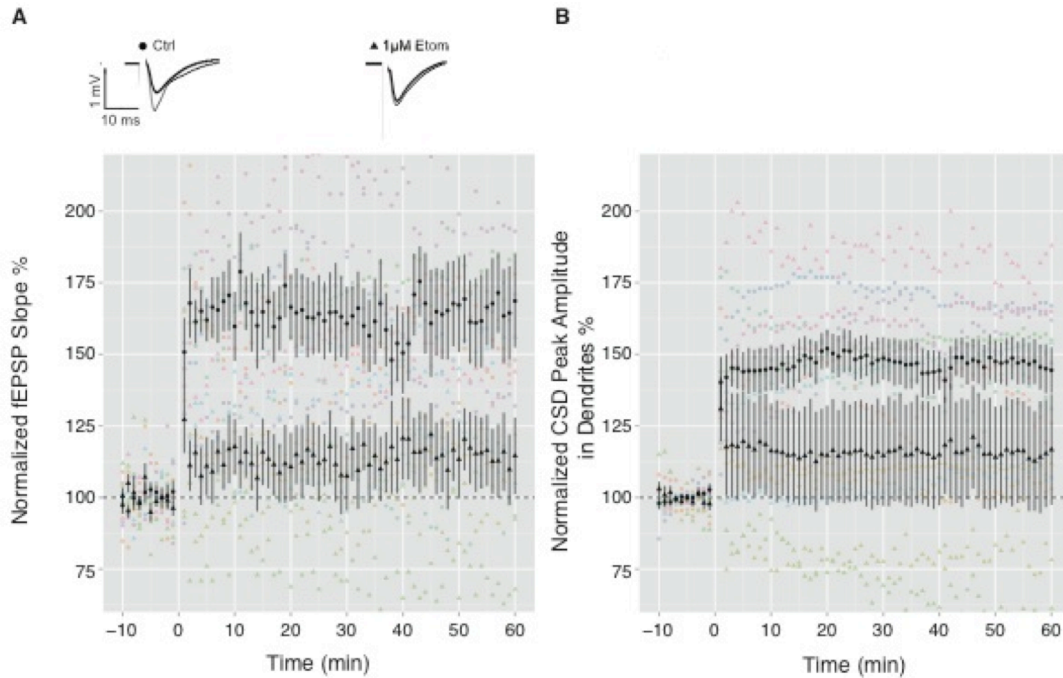 A
● Ctrl
▲ 1µM Etom
1 mV
10 ms
Normalized fEPSP Slope %
200
175
150
125
100
75
−10 0 10 20 30 40 50 60
Time (min)
B
Normalized CSD Peak Amplitude
in Dendrites %
200
175
150
125
100
75
−10 0 10 20 30 40 50 60
Time (min)